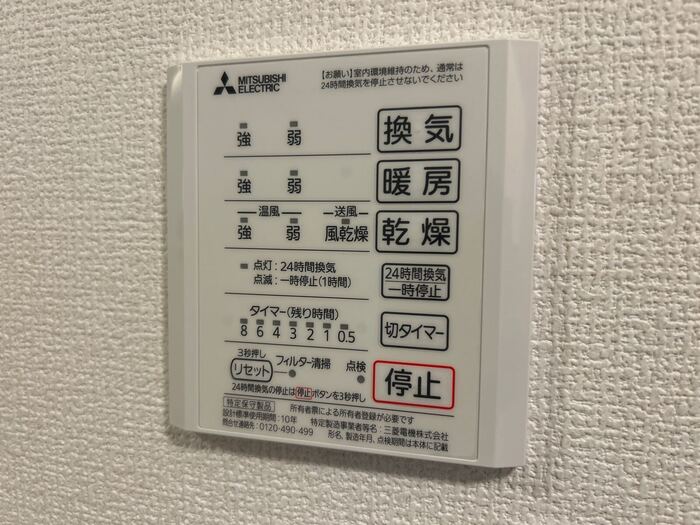 MITSUBISHI
ELECTRIC
【お願い】室内環境維持のため、通常は
24時間換気を停止させないでください
強 弱 換気
強 弱 暖房
温風 送風
強 弱 風乾燥 乾燥
点灯:24時間換気
点滅:一時停止(1時間)
24時間換気
一時停止
タイマー(残り時間)
8 6 4 3 2 1 0.5
切タイマー
3秒押し
リセット フィルター清掃 点検
停止
24時間換気の停止は停止ボタンを3秒押し
特定保守製品 所有者票による所有者登録が必要です
設計標準使用期間:10年 特定製造事業者等名:三菱電機株式会社
問合せ連絡先:0120-490-499 形名、製造年月、点検期間は本体に記載